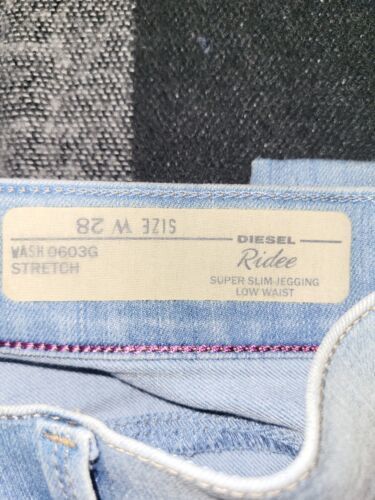 SIZE W 28
WASH 0603G
STRETCH
DIESEL
Ridee
SUPER SLIM-JEGGING
LOW WAIST